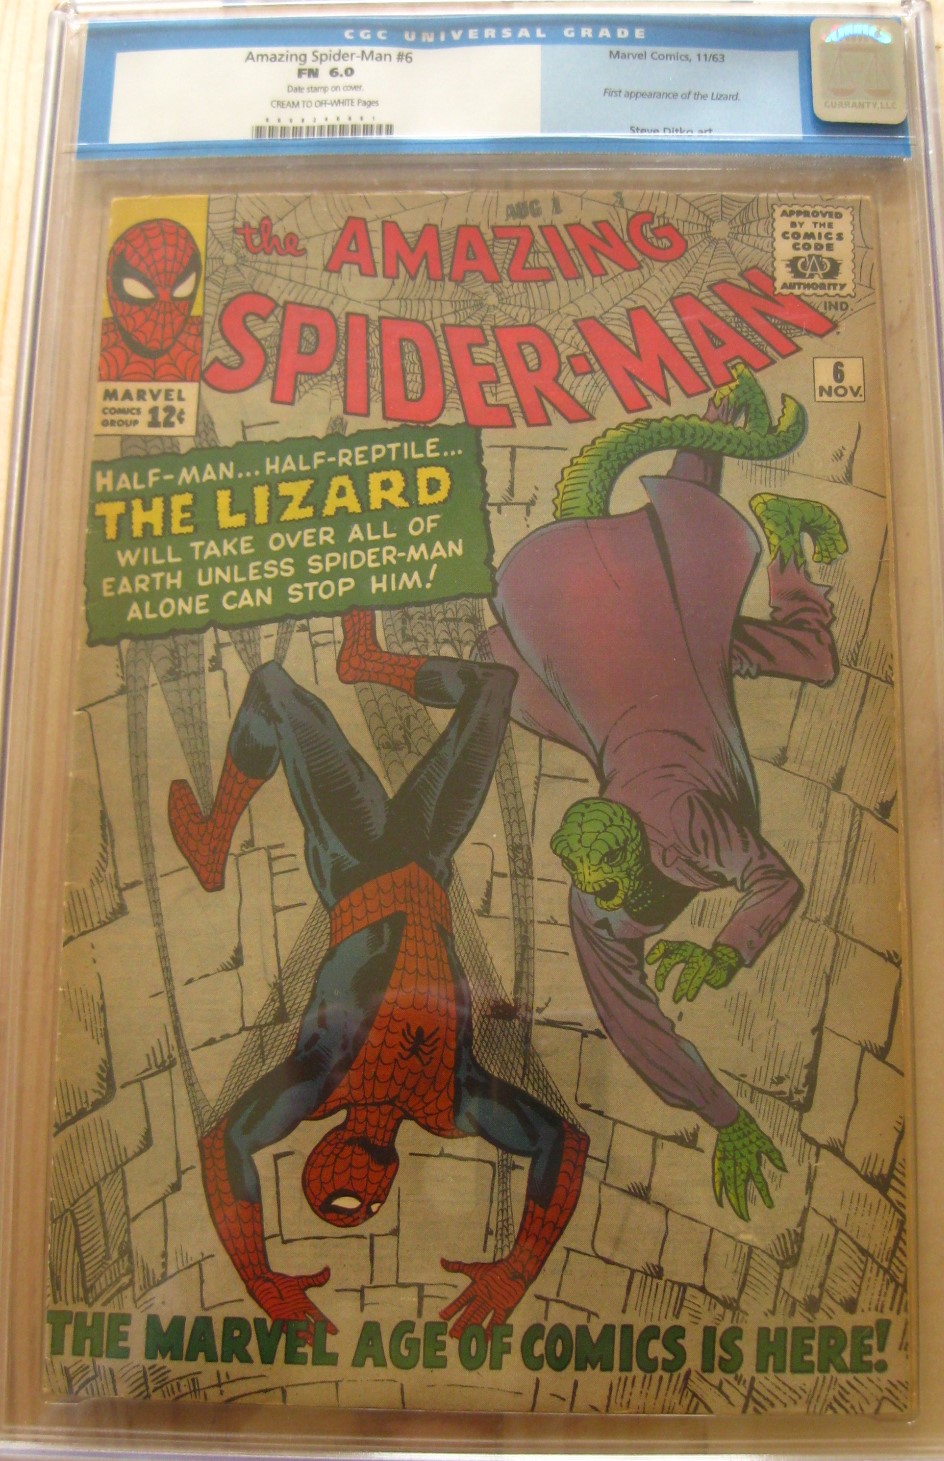 CGC UNIVERSAL GRADE
Amazing Spider-Man #6
FN 6.0
Date stamp on cover.
CREAM TO OFF-WHITE Pages
Marvel Comics, 11/63
First appearance of the Lizard.
Steve Ditko art
GUARANTY, LLC
AUG 1 3
the AMAZING
SPIDER-MAN
APPROVED
BY THE
COMICS
CODE
CA
AUTHORITY
IND.
MARVEL
COMICS
GROUP 12¢
6
NOV.
HALF-MAN...HALF-REPTILE...
THE LIZARD
WILL TAKE OVER ALL OF
EARTH UNLESS SPIDER-MAN
ALONE CAN STOP HIM!
THE MARVEL AGE OF COMICS IS HERE!